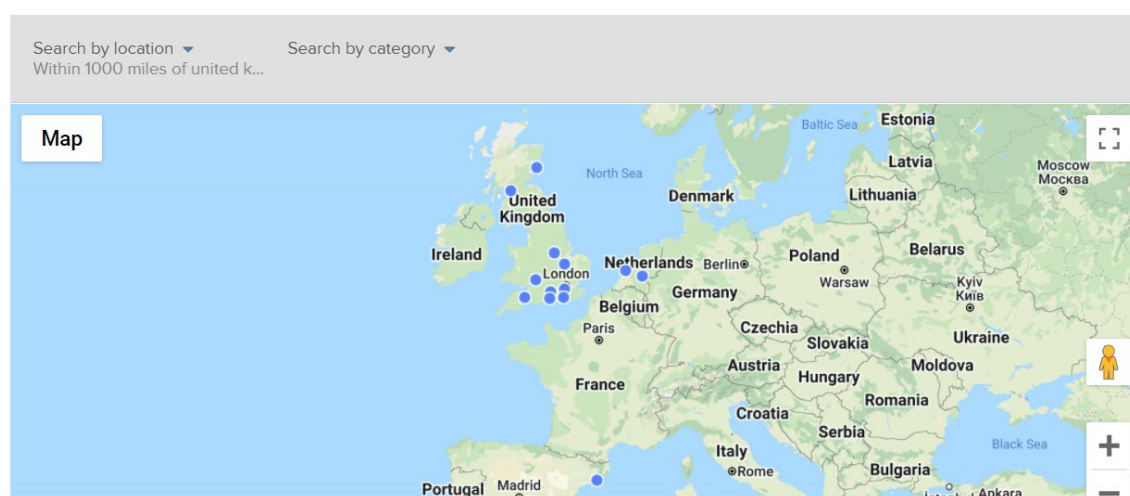 Search by location
Search by category
Within 1000 miles of united k...
Map
Baltic Sea
Estonia
North Sea
Latvia
Moscow
Москва
Denmark
Lithuania
United
Kingdom
Ireland
Netherlands
Berlin
Poland
Belarus
London
Warsaw
Kyiv
Київ
Germany
Belgium
Paris
Czechia
Slovakia
Ukraine
Austria
Hungary
Moldova
France
Romania
Croatia
Serbia
Black Sea
Italy
Rome
Bulgaria
Portugal
Madrid
Ankara